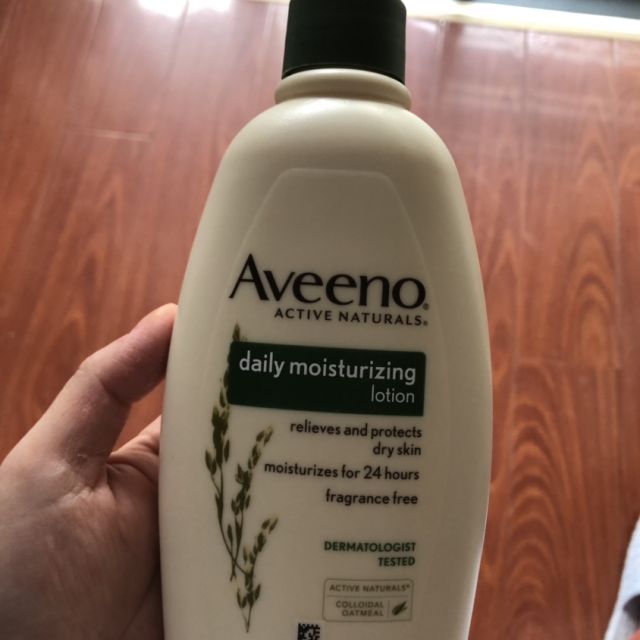 Aveeno®
ACTIVE NATURALS®
daily moisturizing
lotion
relieves and protects
dry skin
moisturizes for 24 hours
fragrance free
DERMATOLOGIST
TESTED
ACTIVE NATURALS®
COLLOIDAL
OATMEAL